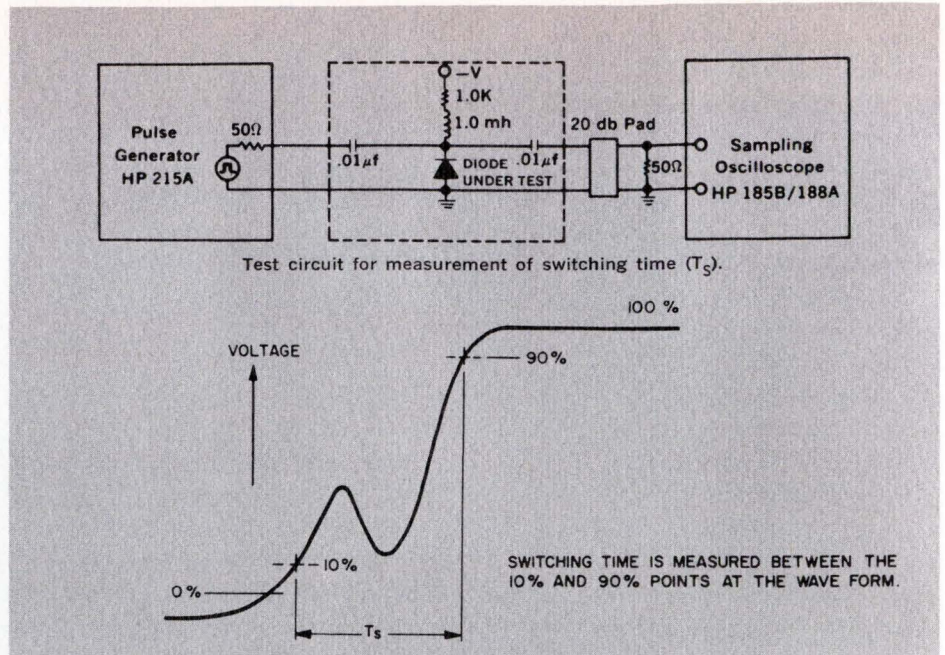 –V
1.0K
1.0 mh
50Ω
20 db Pad
Pulse
Generator
HP 215A
.01μf
DIODE
UNDER TEST
.01μf
50Ω
Sampling
Oscilloscope
HP 185B/188A
Test circuit for measurement of switching time (TS).
100 %
VOLTAGE
90%
10%
0%
SWITCHING TIME IS MEASURED BETWEEN THE
10% AND 90% POINTS AT THE WAVE FORM.
Ts